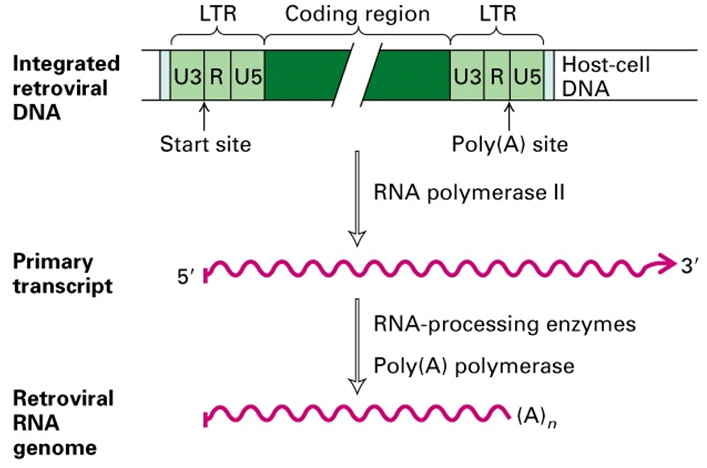 LTR Coding region LTR
Integrated
retroviral
DNA
U3 R U5 U3 R U5
Host-cell
DNA
Start site Poly(A) site
RNA polymerase II
Primary
transcript
5′ 3′
RNA-processing enzymes
Poly(A) polymerase
Retroviral
RNA
genome
(A)n